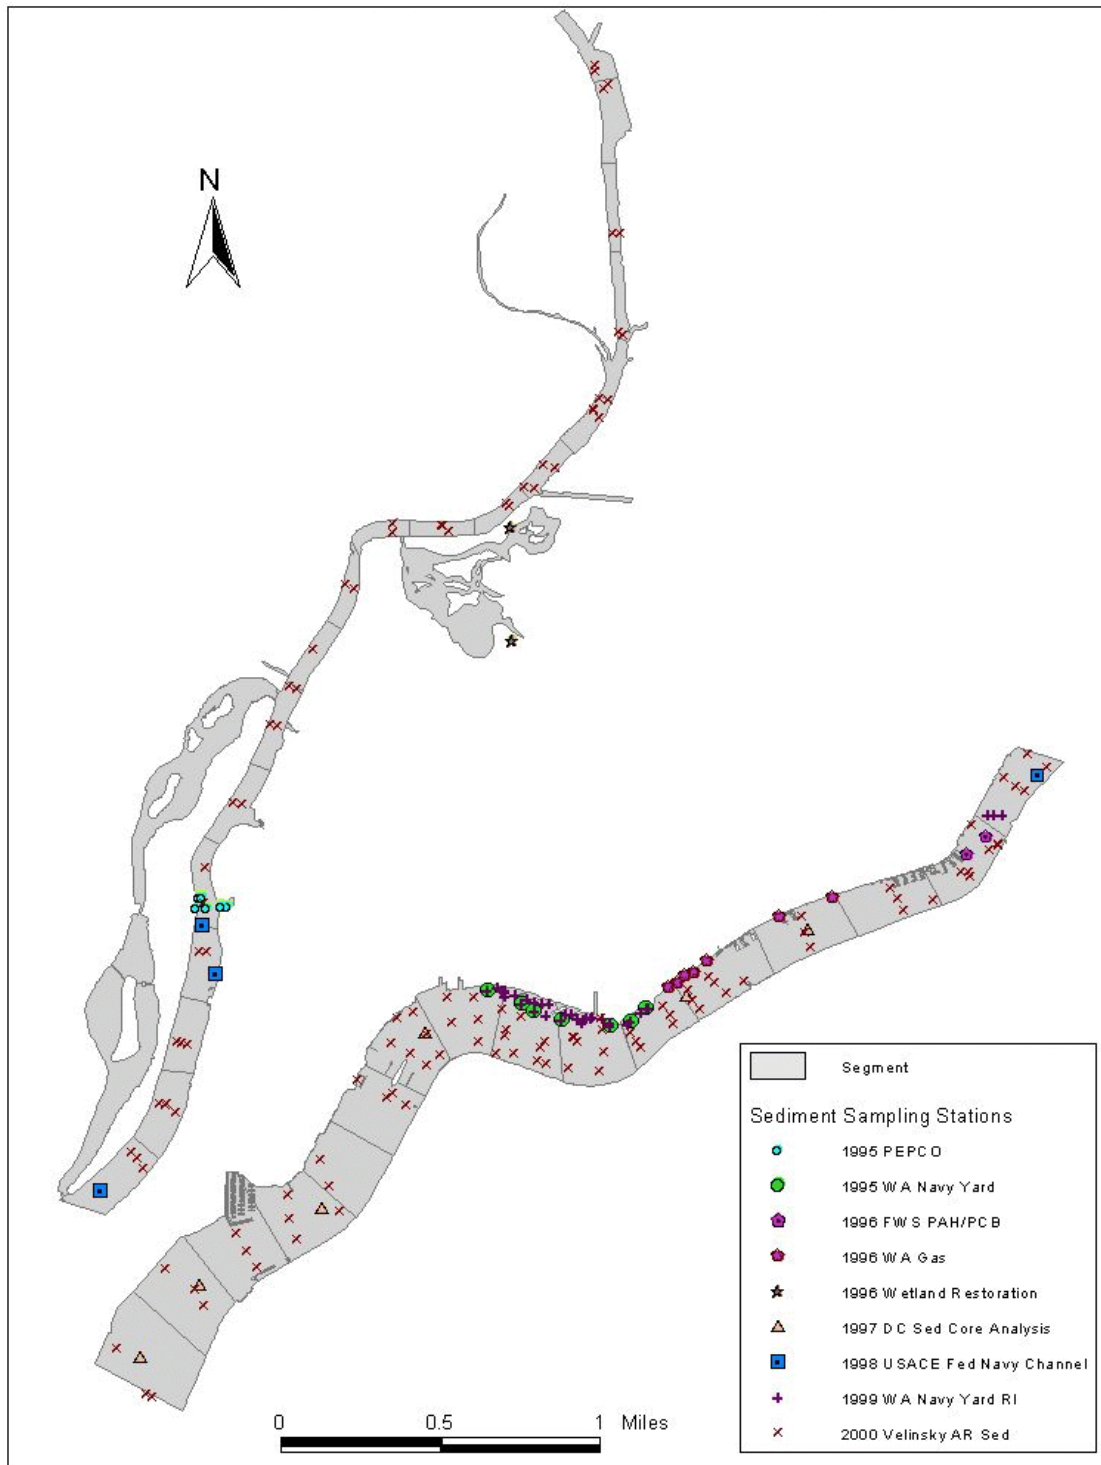 N
Segment
Sediment Sampling Stations
1995 PEPCO
1995 WA Navy Yard
1996 FWS PAH/PCB
1996 WA Gas
1996 Wetland Restoration
1997 DC Sed Core Analysis
1998 USACE Fed Navy Channel
1999 WA Navy Yard RI
2000 Velinsky AR Sed
0 0.5 1 Miles